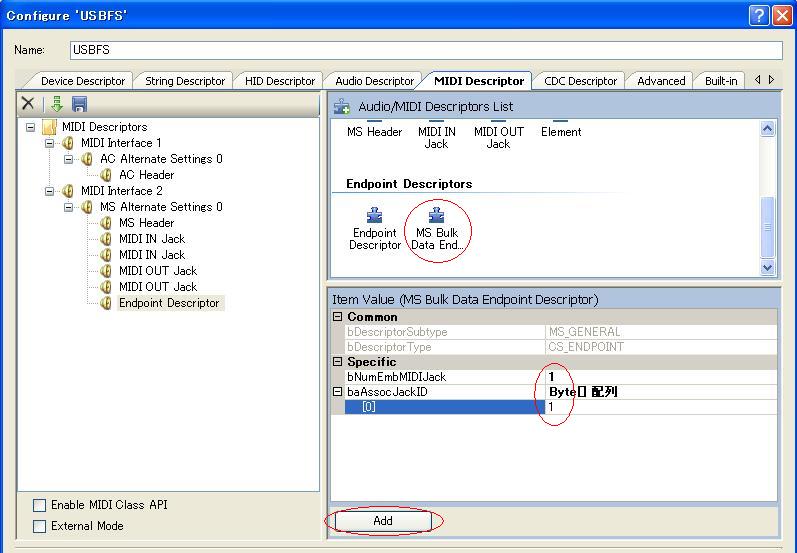 Configure 'USBFS'
Name:
USBFS
Device Descriptor
String Descriptor
HID Descriptor
Audio Descriptor
MIDI Descriptor
CDC Descriptor
Advanced
Built-in
MIDI Descriptors
MIDI Interface 1
AC Alternate Settings 0
AC Header
MIDI Interface 2
MS Alternate Settings 0
MS Header
MIDI IN Jack
MIDI IN Jack
MIDI OUT Jack
MIDI OUT Jack
Endpoint Descriptor
Enable MIDI Class API
External Mode
Audio/MIDI Descriptors List
MS Header
MIDI IN
Jack
MIDI OUT
Jack
Element
Endpoint Descriptors
Endpoint
Descriptor
MS Bulk
Data End...
Item Value (MS Bulk Data Endpoint Descriptor)
Common
bDescriptorSubtype MS_GENERAL
bDescriptorType CS_ENDPOINT
Specific
bNumEmbMIDIJack 1
baAssocJackID Byte[] 配列
[0] 1
Add